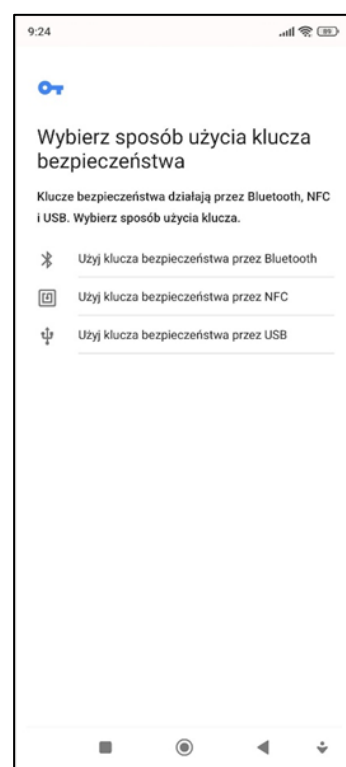 9:24
89
Wybierz sposób użycia klucza
bezpieczeństwa
Klucze bezpieczeństwa działają przez Bluetooth, NFC
i USB. Wybierz sposób użycia klucza.
Użyj klucza bezpieczeństwa przez Bluetooth
Użyj klucza bezpieczeństwa przez NFC
Użyj klucza bezpieczeństwa przez USB